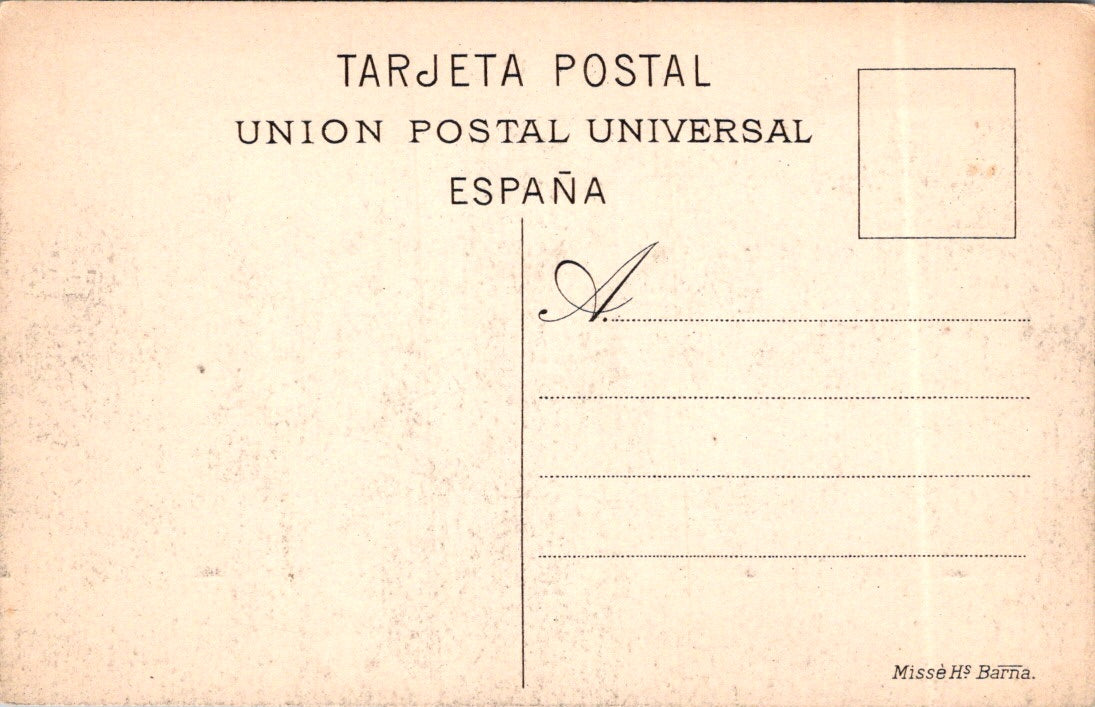 TARJETA POSTAL
UNION POSTAL UNIVERSAL
ESPAÑA
A.
Missè Hs. Barna.